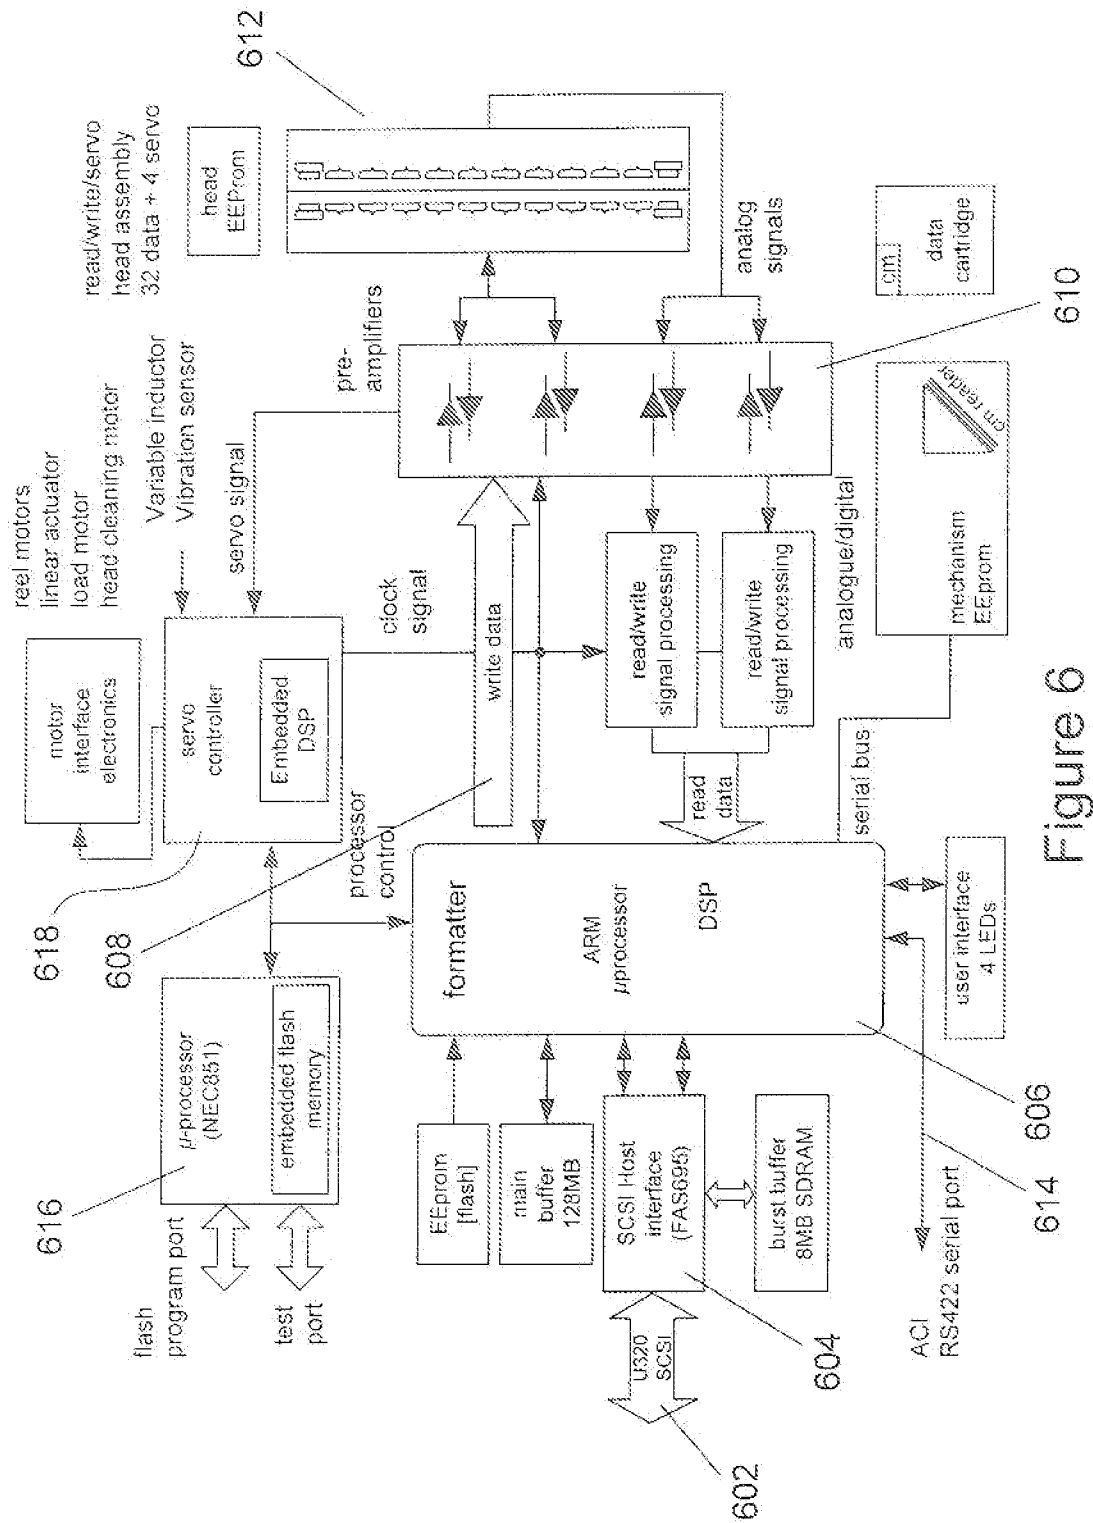 flash
program port
test
port
616
μ-processor
(NEC851)
embedded flash
memory
618
608
motor
interface
electronics
servo
controller
Embedded
DSP
reel motors
linear actuator
load motor
head cleaning motor
Variable inductor
Vibration sensor
servo signal
read/write/servo
head assembly
32 data + 4 servo
head
EEProm
612
processor
control
clock
signal
pre-
amplifiers
write data
EEprom
[flash]
main
buffer
128MB
U320
SCSI
602
SCSI Host
interface
(FAS695)
604
burst buffer
8MB SDRAM
formatter
ARM
μprocessor
DSP
606
read
data
read/write
signal processing
read/write
signal processing
analogue/digital
analog
signals
610
serial bus
ACI
RS422 serial port
614
user interface
4 LEDs
mechanism
EEprom
cm reader
cm
data
cartridge
Figure 6